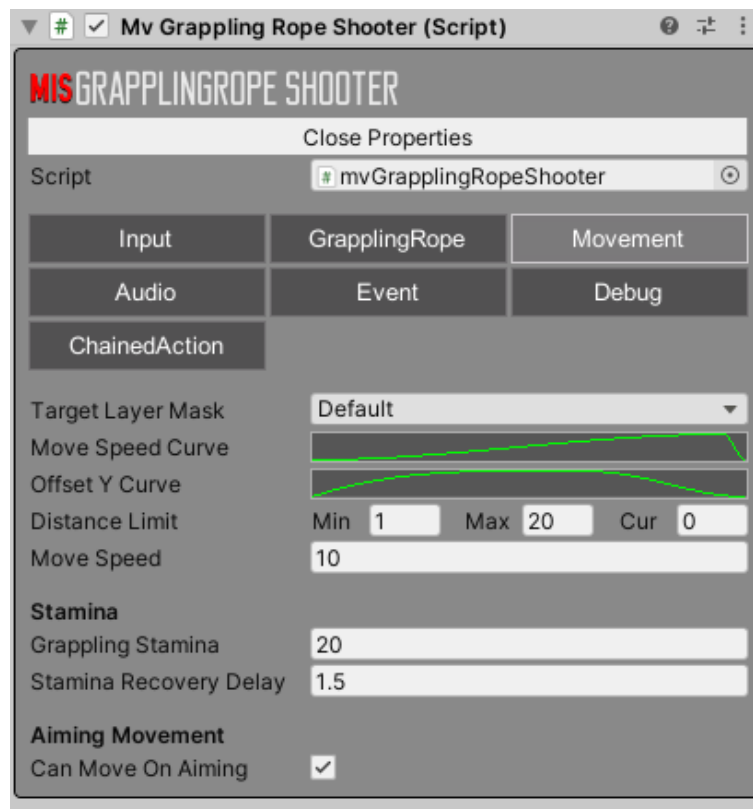 Mv Grappling Rope Shooter (Script)
MIS GRAPPLINGROPE SHOOTER
Close Properties
Script # mvGrapplingRopeShooter
Input GrapplingRope Movement
Audio Event Debug
ChainedAction
Target Layer Mask Default
Move Speed Curve
Offset Y Curve
Distance Limit Min 1 Max 20 Cur 0
Move Speed 10
Stamina
Grappling Stamina 20
Stamina Recovery Delay 1.5
Aiming Movement
Can Move On Aiming